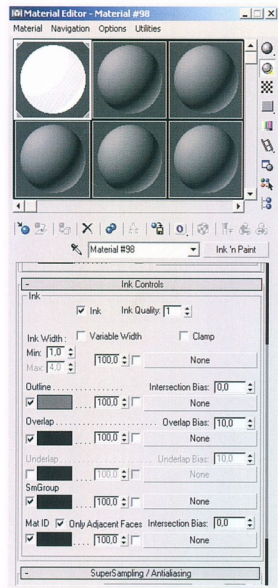 Material Editor - Material #98
Material Navigation Options Utilities
Material #98 Ink 'n Paint
- Ink Controls
Ink
Ink Ink Quality: 1
Ink Width: Variable Width Clamp
Min: 1,0 100,0 None
Max: 4,0
Outline Intersection Bias: 0,0
100,0 None
Overlap Overlap Bias: 10,0
100,0 None
Underlap Underlap Bias: 10,0
100,0 None
SmGroup
100,0 None
Mat ID Only Adjacent Faces Intersection Bias: 0,0
100,0 None
- SuperSampling / Antialiasing